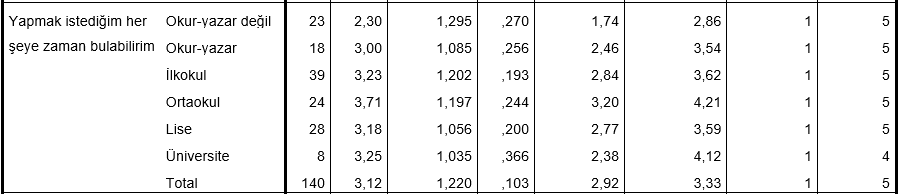 Yapmak istediğim her Okur-yazar değil 23 2,30 1,295 ,270 1,74 2,86 1 5
şeye zaman bulabilirim Okur-yazar 18 3,00 1,085 ,256 2,46 3,54 1 5
İlkokul 39 3,23 1,202 ,193 2,84 3,62 1 5
Ortaokul 24 3,71 1,197 ,244 3,20 4,21 1 5
Lise 28 3,18 1,056 ,200 2,77 3,59 1 5
Üniversite 8 3,25 1,035 ,366 2,38 4,12 1 4
Total 140 3,12 1,220 ,103 2,92 3,33 1 5